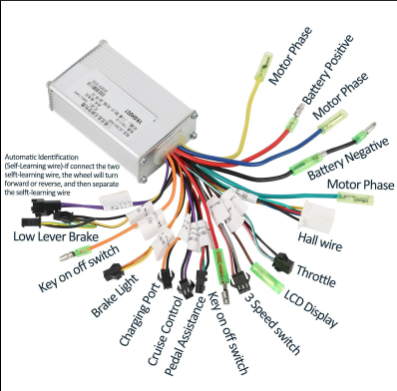 Motor Phase
Battery Positive
Motor Phase
Battery Negative
Motor Phase
Automatic Identification
(Self-Learning wire)-If connect the two
selft-learning wire, the wheel will turn
forward or reverse, and then separate
the selft-learning wire
Low Lever Brake
Key on off switch
Brake Light
Charging Port
Cruise Control
Pedal Assistance
Key on off switch
3 Speed switch
LCD Display
Throttle
Hall wire